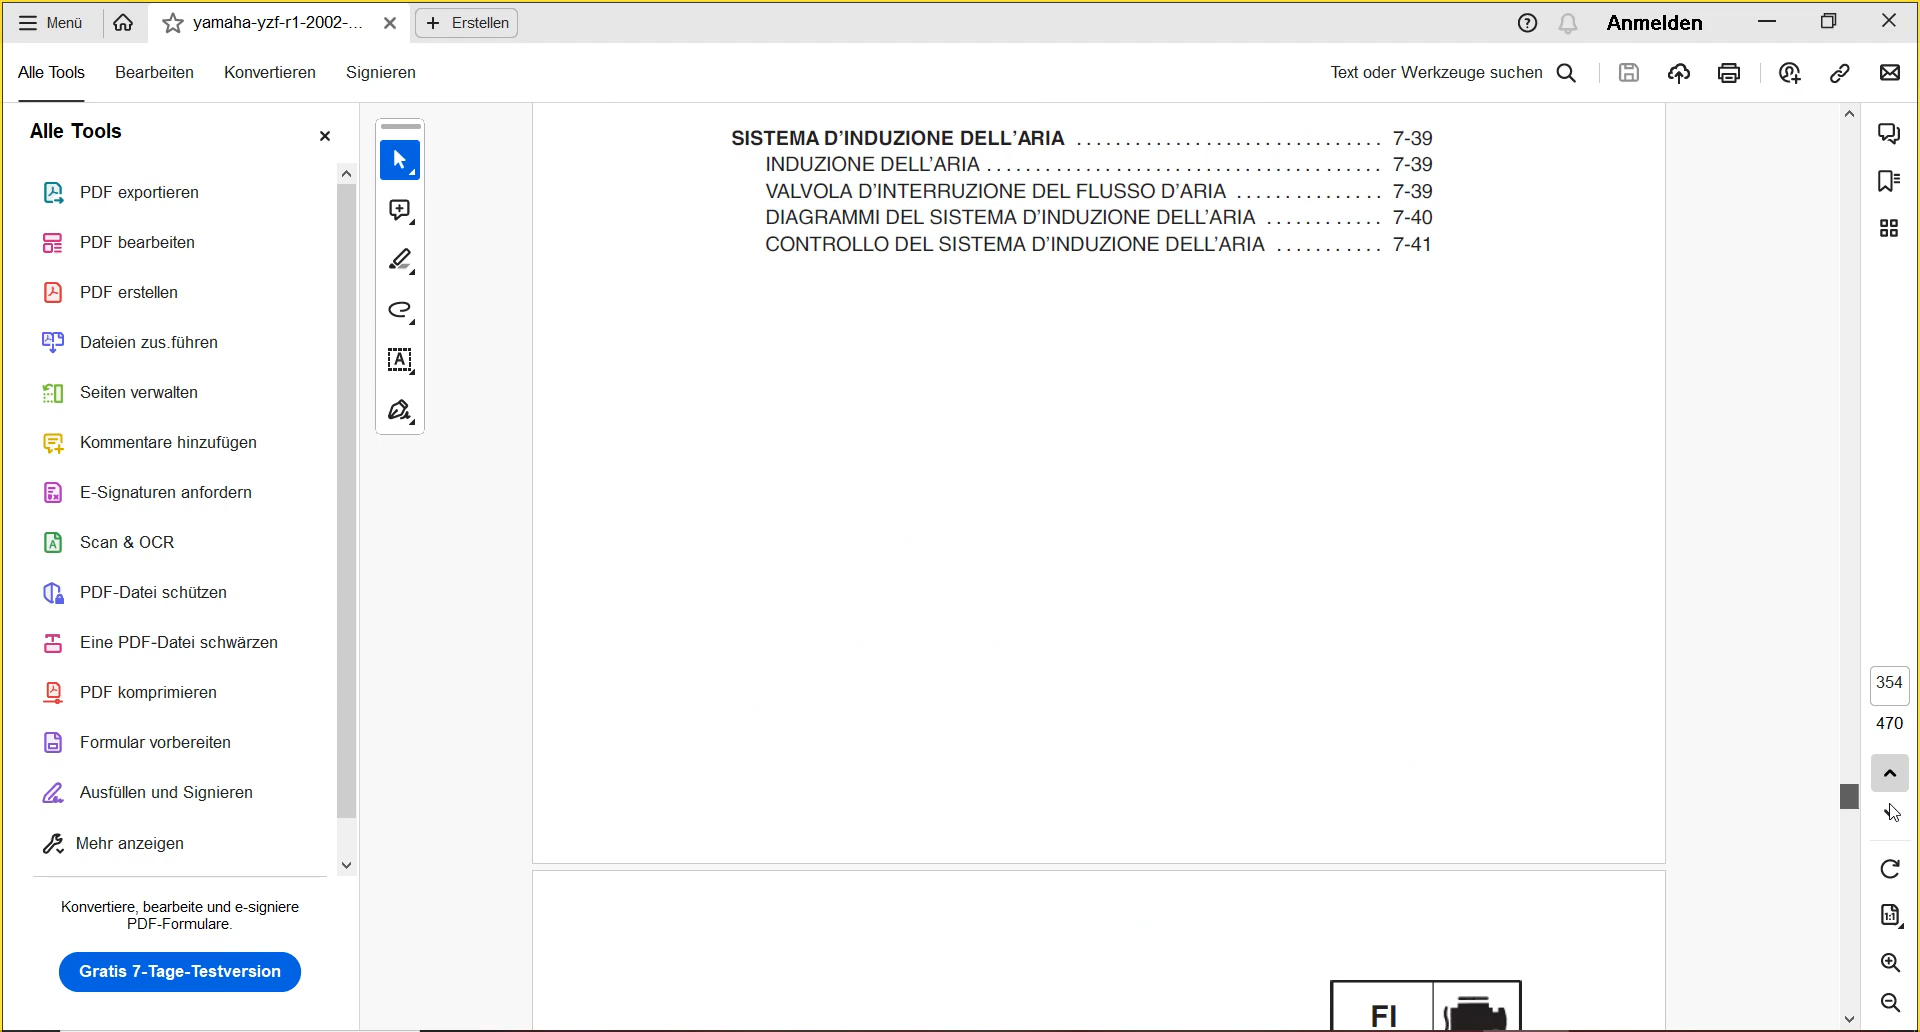 Menü
yamaha-yzf-r1-2002-...
Erstellen
Anmelden
Alle Tools
Bearbeiten
Konvertieren
Signieren
Text oder Werkzeuge suchen
Alle Tools
PDF exportieren
PDF bearbeiten
PDF erstellen
Dateien zus.führen
Seiten verwalten
Kommentare hinzufügen
E-Signaturen anfordern
Scan & OCR
PDF-Datei schützen
Eine PDF-Datei schwärzen
PDF komprimieren
Formular vorbereiten
Ausfüllen und Signieren
Mehr anzeigen
Konvertiere, bearbeite und e-signiere
PDF-Formulare.
Gratis 7-Tage-Testversion
SISTEMA D'INDUZIONE DELL'ARIA ............................... 7-39
INDUZIONE DELL'ARIA ........................................ 7-39
VALVOLA D'INTERRUZIONE DEL FLUSSO D'ARIA ............... 7-39
DIAGRAMMI DEL SISTEMA D'INDUZIONE DELL'ARIA ............ 7-40
CONTROLLO DEL SISTEMA D'INDUZIONE DELL'ARIA ........... 7-41
FI
354
470